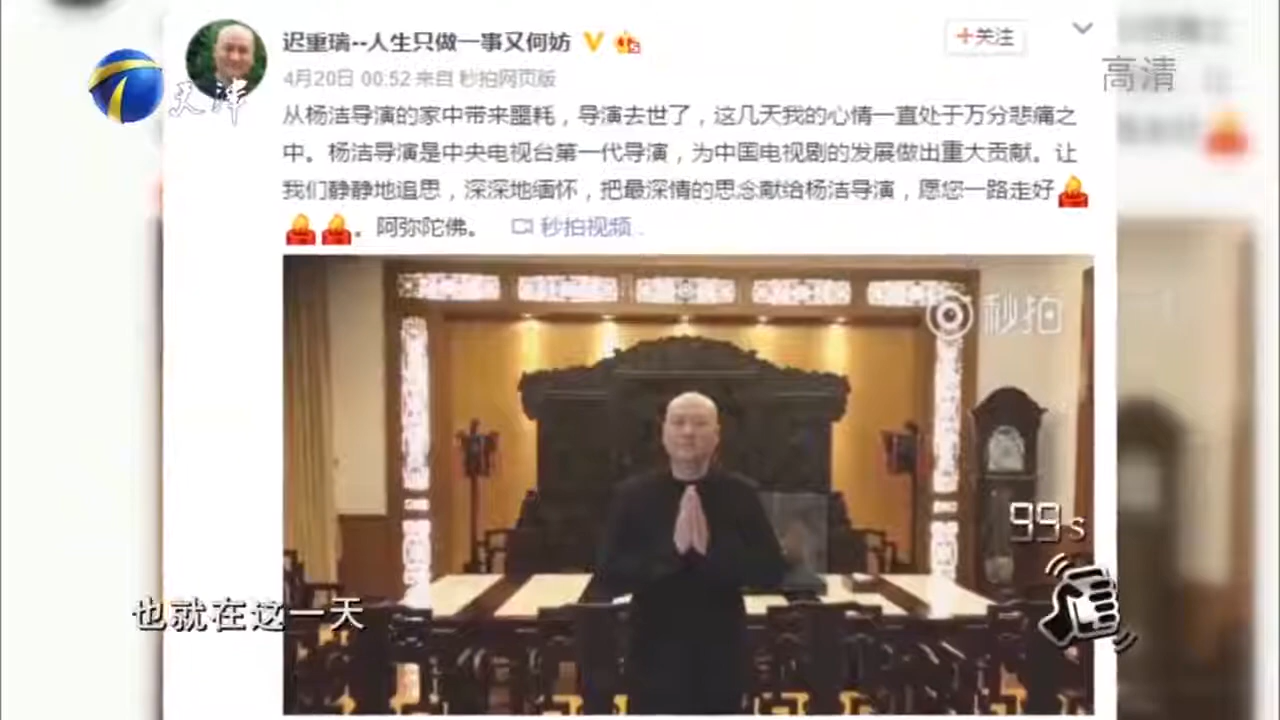 迟重瑞--人生只做一事又何妨
+关注
4月20日 00:52 来自 秒拍网页版
高清
天津
从杨洁导演的家中带来噩耗，导演去世了，这几天我的心情一直处于万分悲痛之
中。杨洁导演是中央电视台第一代导演，为中国电视剧的发展做出重大贡献。让
我们静静地追思，深深地缅怀，把最深情的思念献给杨洁导演，愿您一路走好
。阿弥陀佛。 秒拍视频 .
秒拍
99s
也就在这一天